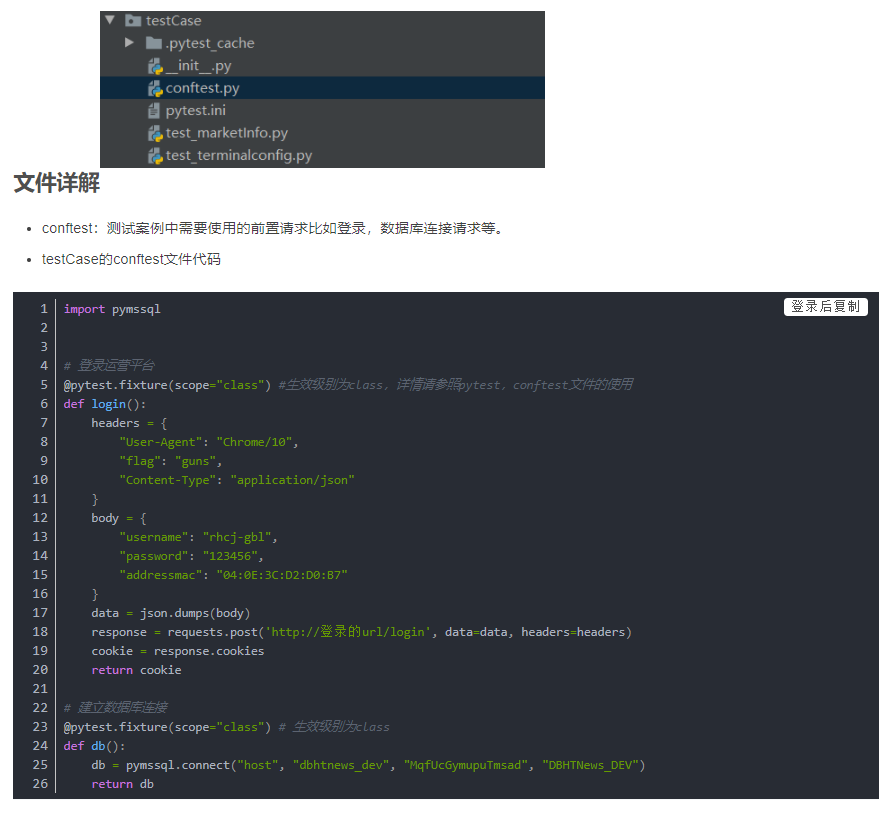 testCase
.pytest_cache
__init__.py
conftest.py
pytest.ini
test_marketInfo.py
test_terminalconfig.py
文件详解
• conftest：测试案例中需要使用的前置请求比如登录，数据库连接请求等。
• testCase的conftest文件代码
登录后复制
1 import pymssql
2
3
4 # 登录运营平台
5 @pytest.fixture(scope="class") #生效级别为class，详情请参照pytest，conftest文件的使用
6 def login():
7     headers = {
8         "User-Agent": "Chrome/10",
9         "flag": "guns",
10         "Content-Type": "application/json"
11     }
12     body = {
13         "username": "rhcj-gbl",
14         "password": "123456",
15         "addressmac": "04:0E:3C:D2:D0:B7"
16     }
17     data = json.dumps(body)
18     response = requests.post('http://登录的url/login', data=data, headers=headers)
19     cookie = response.cookies
20     return cookie
21
22 # 建立数据库连接
23 @pytest.fixture(scope="class") # 生效级别为class
24 def db():
25     db = pymssql.connect("host", "dbhtnews_dev", "MqfUcGymupuTmsad", "DBHTNews_DEV")
26     return db